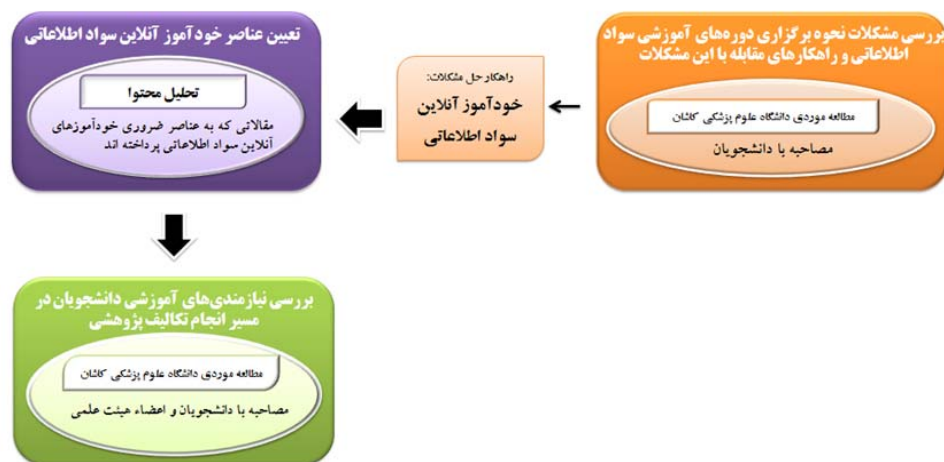 بررسی مشکلات نحوه برگزاری دوره‌های آموزشی سواد
اطلاعاتی و راهکارهای مقابله با این مشکلات
مطالعه موردی دانشگاه علوم پزشکی کاشان
مصاحبه با دانشجویان
راهکار حل مشکلات:
خودآموز آنلاین
سواد اطلاعاتی
تعیین عناصر خودآموز آنلاین سواد اطلاعاتی
تحلیل محتوا
مقالاتی که به عناصر ضروری خودآموزهای
آنلاین سواد اطلاعاتی پرداخته اند
بررسی نیازمندی‌های آموزشی دانشجویان در
مسیر انجام تکالیف پژوهشی
مطالعه موردی دانشگاه علوم پزشکی کاشان
مصاحبه با دانشجویان و اعضاء هیئت علمی